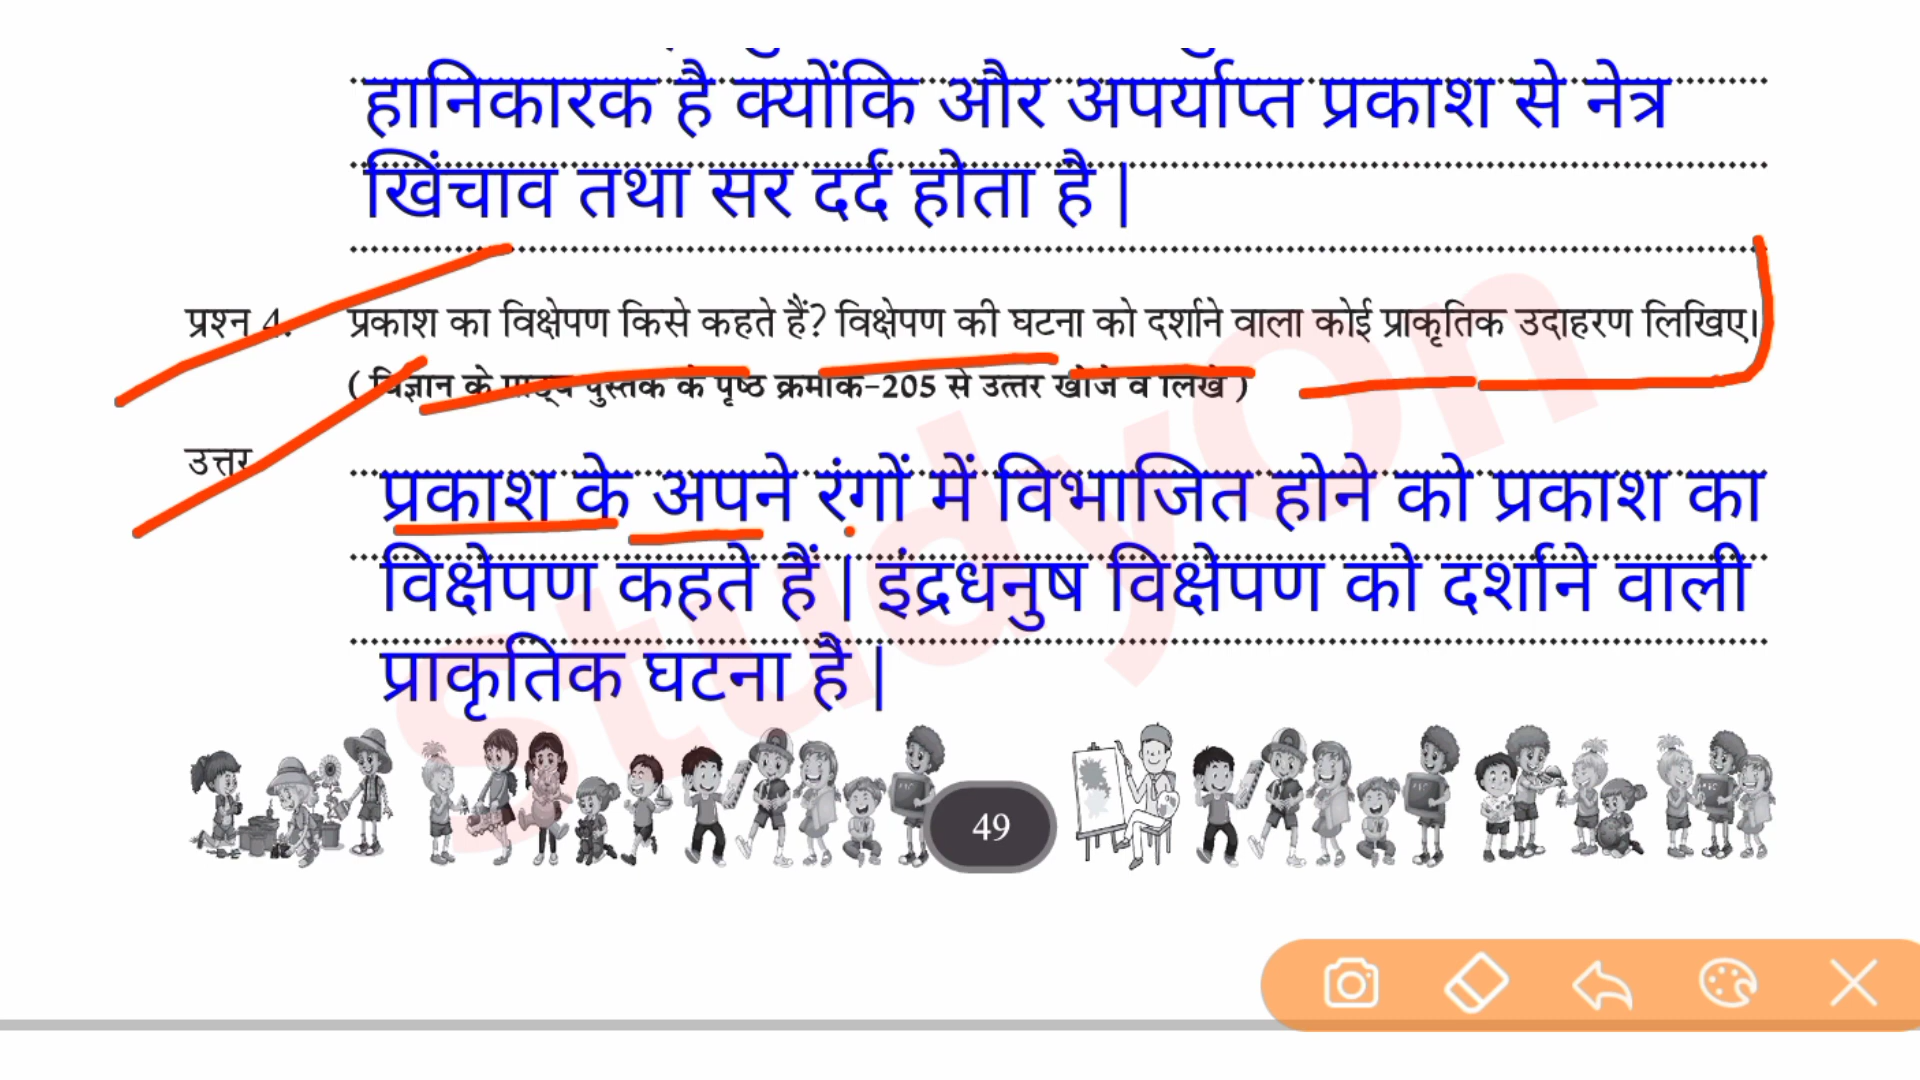 हानिकारक है क्योंकि और अपर्याप्त प्रकाश से नेत्र
खिंचाव तथा सर दर्द होता है |
प्रश्न 4. प्रकाश का विक्षेपण किसे कहते हैं? विक्षेपण की घटना को दर्शाने वाला कोई प्राकृतिक उदाहरण लिखिए।
( विज्ञान के पाठ्य पुस्तक के पृष्ठ क्रमांक-205 से उत्तर खोजे व लिखे )
उत्तर
प्रकाश के अपने रंगों में विभाजित होने को प्रकाश का
विक्षेपण कहते हैं | इंद्रधनुष विक्षेपण को दर्शाने वाली
प्राकृतिक घटना है |
studyon
49